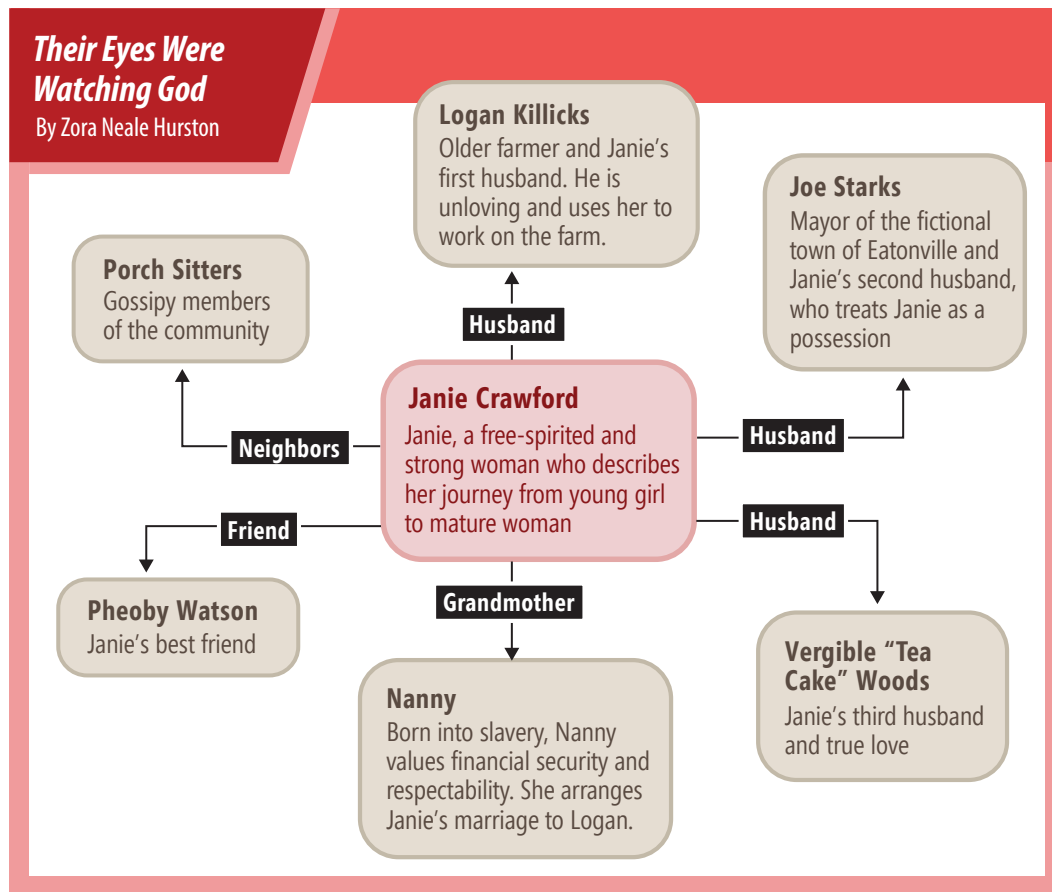 Their Eyes Were
Watching God
By Zora Neale Hurston
Logan Killicks
Older farmer and Janie's
first husband. He is
unloving and uses her to
work on the farm.
Joe Starks
Mayor of the fictional
town of Eatonville and
Janie's second husband,
who treats Janie as a
possession
Porch Sitters
Gossipy members
of the community
Husband
Janie Crawford
Janie, a free-spirited and
strong woman who describes
her journey from young girl
to mature woman
Neighbors
Husband
Friend
Husband
Pheoby Watson
Janie's best friend
Grandmother
Vergible “Tea
Cake” Woods
Janie's third husband
and true love
Nanny
Born into slavery, Nanny
values financial security and
respectability. She arranges
Janie's marriage to Logan.